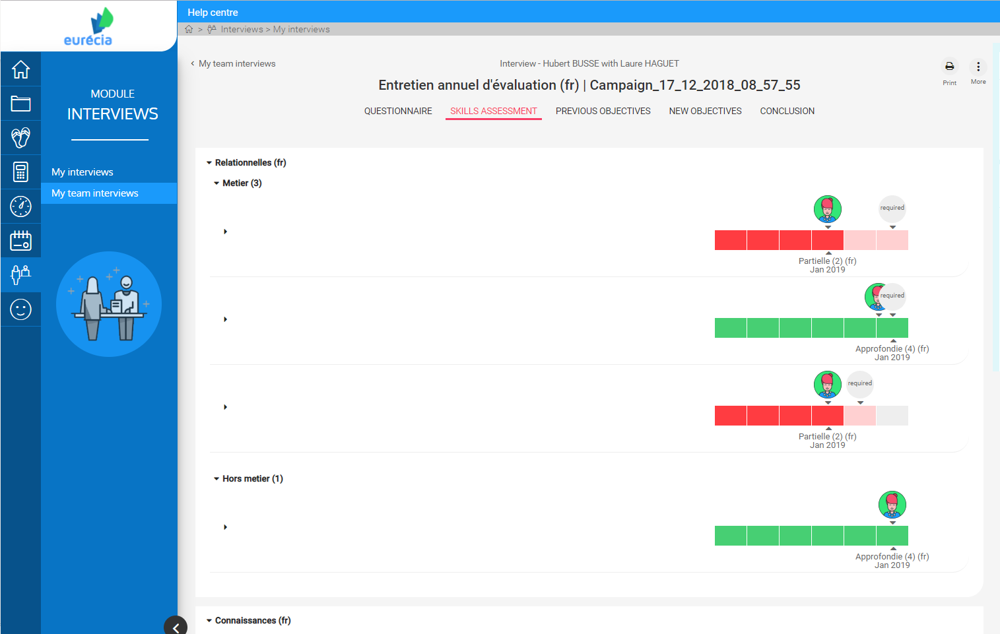 eurécia
Help centre
> Interviews > My interviews
MODULE
INTERVIEWS
My interviews
My team interviews
My team interviews
Interview - Hubert BUSSE with Laure HAGUET
Entretien annuel d'évaluation (fr) | Campaign_17_12_2018_08_57_55
Print
More
QUESTIONNAIRE SKILLS ASSESSMENT PREVIOUS OBJECTIVES NEW OBJECTIVES CONCLUSION
Relationnelles (fr)
Metier (3)
required
Partielle (2) (fr)
Jan 2019
required
Approfondie (4) (fr)
Jan 2019
required
Partielle (2) (fr)
Jan 2019
Hors metier (1)
Approfondie (4) (fr)
Jan 2019
Connaissances (fr)